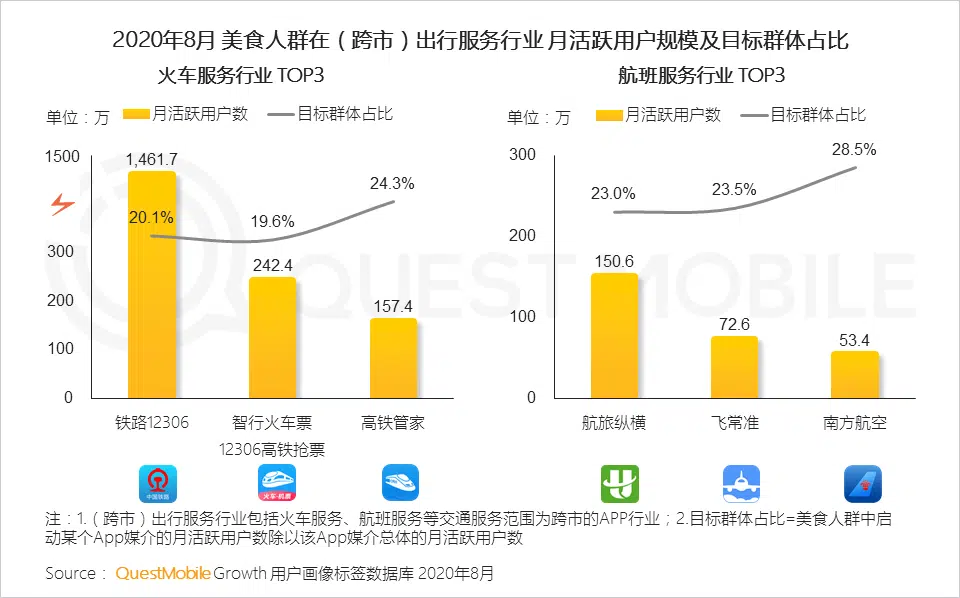 2020年8月 美食人群在（跨市）出行服务行业 月活跃用户规模及目标群体占比
火车服务行业 TOP3
单位：万 月活跃用户数 目标群体占比
1500
300
200
100
0
1,461.7
242.4
157.4
20.1%
19.6%
24.3%
铁路12306
智行火车票
12306高铁抢票
高铁管家
中国铁路
火车·机票
航班服务行业 TOP3
单位：万 月活跃用户数 目标群体占比
300
200
100
0
23.0%
23.5%
28.5%
150.6
72.6
53.4
航旅纵横
飞常准
南方航空
QUEST MOBILE
注：1.（跨市）出行服务行业包括火车服务、航班服务等交通服务范围为跨市的APP行业；2.目标群体占比=美食人群中启
动某个App媒介的月活跃用户数除以该App媒介总体的月活跃用户数
Source： QuestMobile Growth 用户画像标签数据库 2020年8月